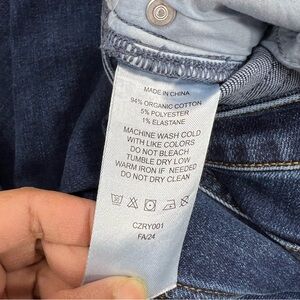 MADE IN CHINA
94% ORGANIC COTTON
5% POLYESTER
1% ELASTANE
MACHINE WASH COLD
WITH LIKE COLORS
DO NOT BLEACH
TUMBLE DRY LOW
WARM IRON IF NEEDED
DO NOT DRY CLEAN
CZRY001
FA/24